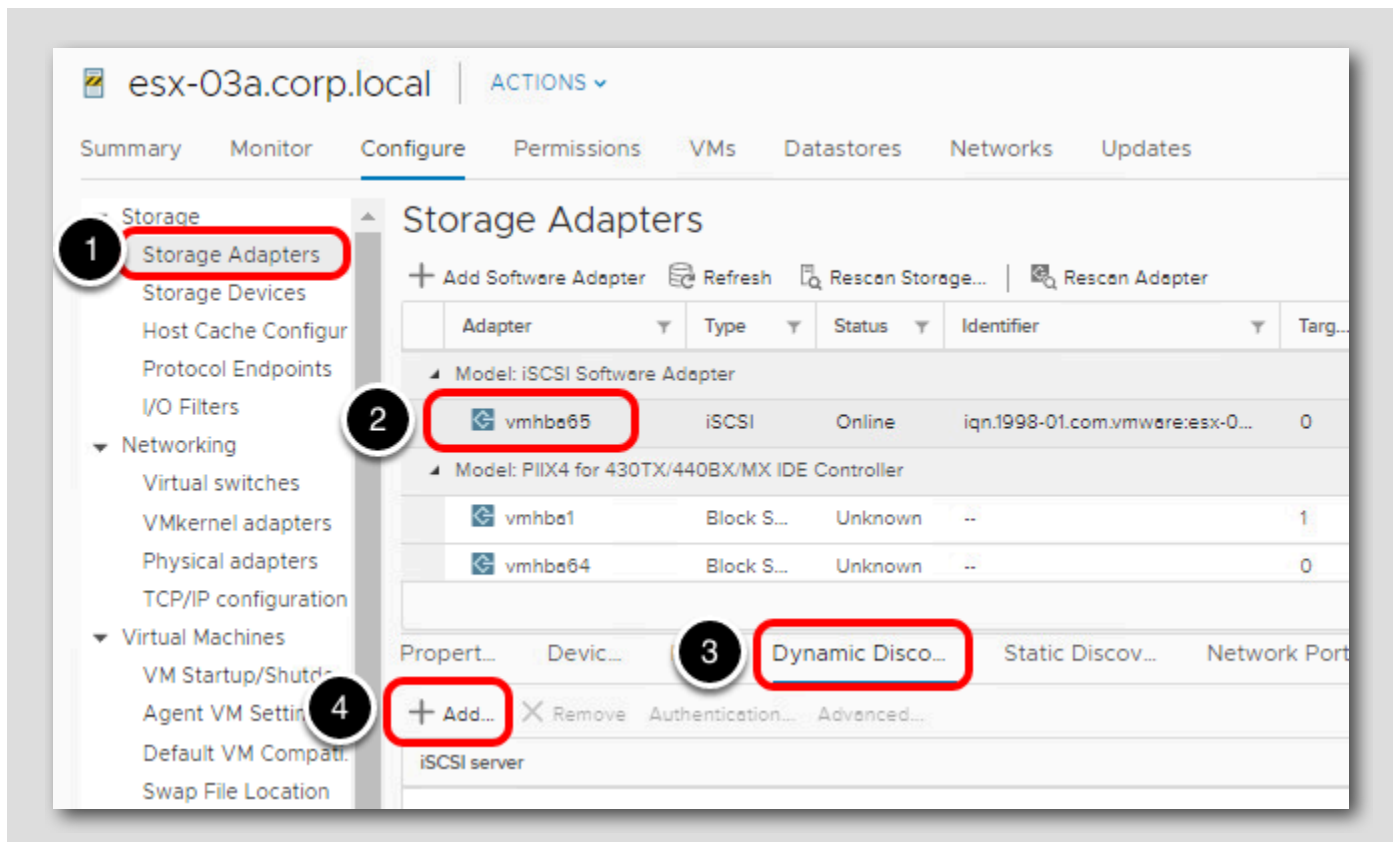 esx-03a.corp.local ACTIONS
Summary Monitor Configure Permissions VMs Datastores Networks Updates
Storage
1
Storage Adapters
Storage Devices
Host Cache Configur
Protocol Endpoints
I/O Filters
Networking
Virtual switches
VMkernel adapters
Physical adapters
TCP/IP configuration
Virtual Machines
VM Startup/Shutdo
Agent VM Settin
Default VM Compati.
Swap File Location
Storage Adapters
Add Software Adapter Refresh Rescan Storage... Rescan Adapter
Adapter Type Status Identifier Targ...
Model: iSCSI Software Adapter
2
vmhba65 iSCSI Online iqn.1998-01.com.vmware:esx-0... 0
Model: PIIX4 for 430TX/440BX/MX IDE Controller
vmhba1 Block S... Unknown -- 1
vmhba64 Block S... Unknown -- 0
Propert... Devic... 3 Dynamic Disco... Static Discov... Network Port
4
Add... Remove Authentication... Advanced...
iSCSI server